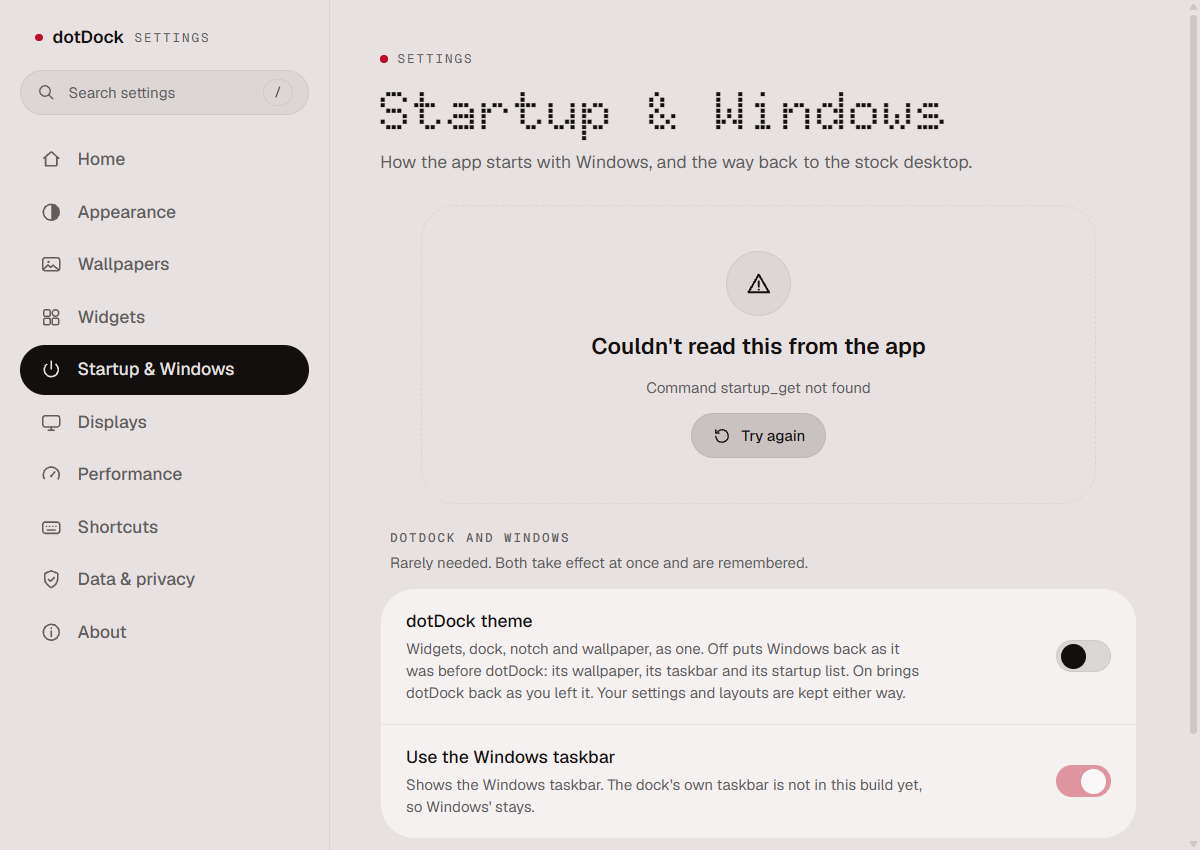 dotDock SETTINGS
Search settings /
Home
Appearance
Wallpapers
Widgets
Startup & Windows
Displays
Performance
Shortcuts
Data & privacy
About
SETTINGS
Startup & Windows
How the app starts with Windows, and the way back to the stock desktop.
Couldn't read this from the app
Command startup_get not found
Try again
DOTDOCK AND WINDOWS
Rarely needed. Both take effect at once and are remembered.
dotDock theme
Widgets, dock, notch and wallpaper, as one. Off puts Windows back as it
was before dotDock: its wallpaper, its taskbar and its startup list. On brings
dotDock back as you left it. Your settings and layouts are kept either way.
Use the Windows taskbar
Shows the Windows taskbar. The dock's own taskbar is not in this build yet,
so Windows' stays.